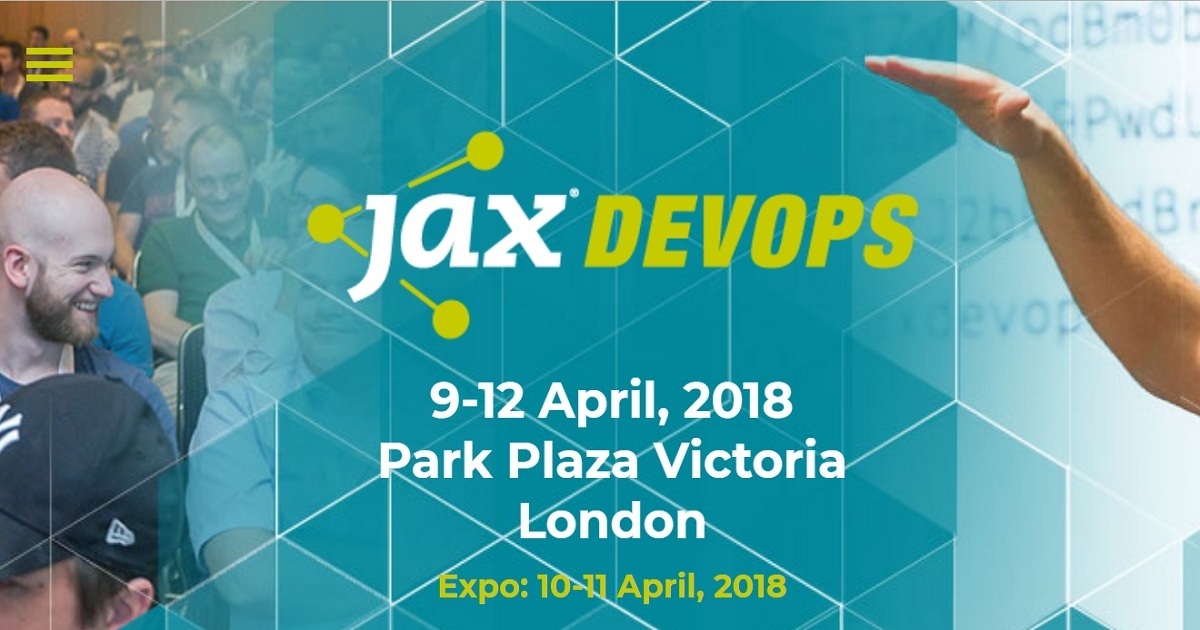 jax® DEVOPS
9-12 April, 2018
Park Plaza Victoria
London
Expo: 10-11 April, 2018